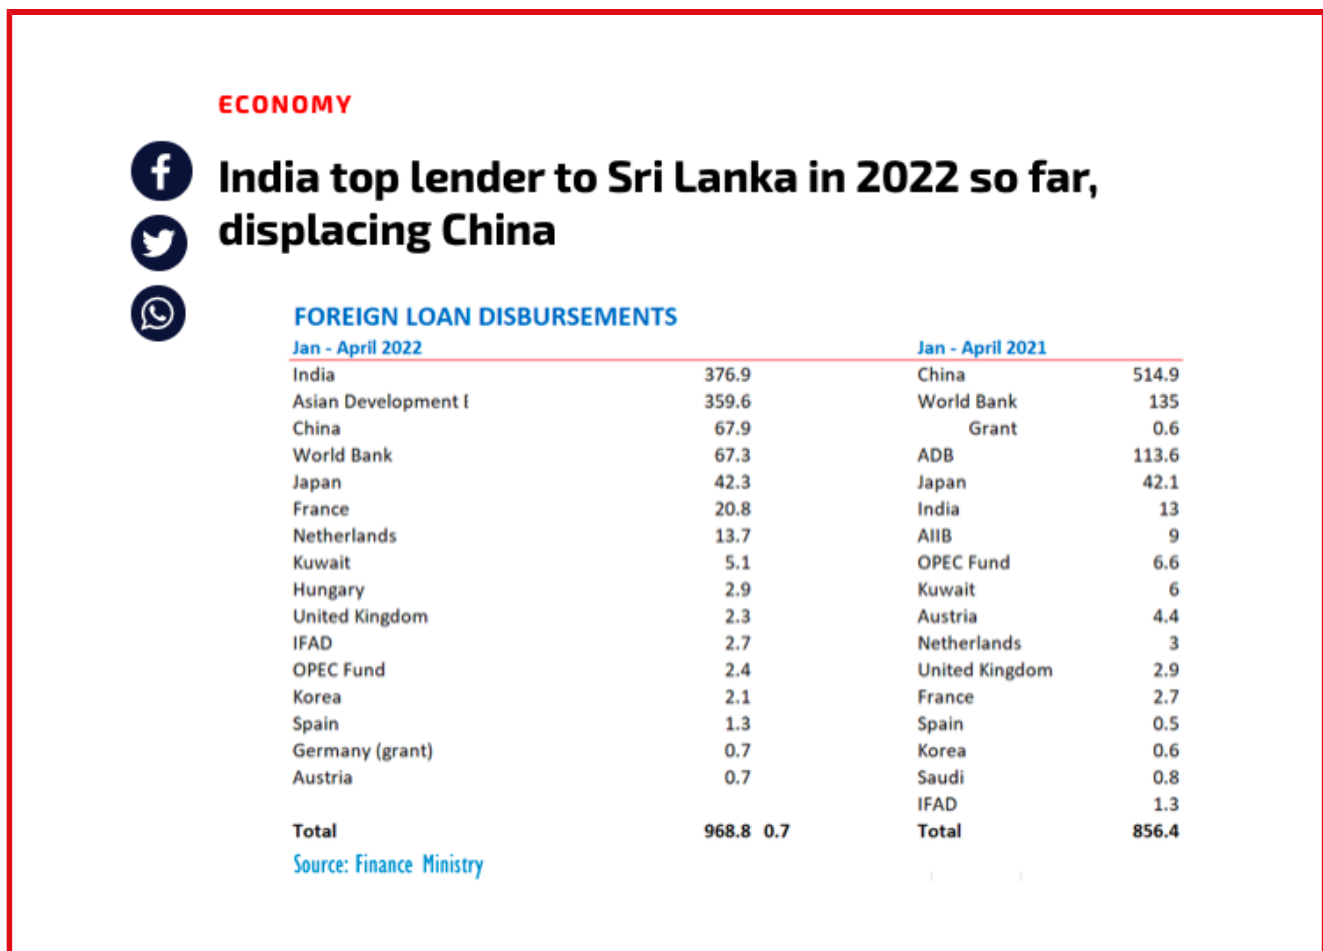 ECONOMY
India top lender to Sri Lanka in 2022 so far,
displacing China
FOREIGN LOAN DISBURSEMENTS
Jan - April 2022 Jan - April 2021
India 376.9 China 514.9
Asian Development 359.6 World Bank 135
China 67.9 Grant 0.6
World Bank 67.3 ADB 113.6
Japan 42.3 Japan 42.1
France 20.8 India 13
Netherlands 13.7 AIIB 9
Kuwait 5.1 OPEC Fund 6.6
Hungary 2.9 Kuwait 6
United Kingdom 2.3 Austria 4.4
IFAD 2.7 Netherlands 3
OPEC Fund 2.4 United Kingdom 2.9
Korea 2.1 France 2.7
Spain 1.3 Spain 0.5
Germany (grant) 0.7 Korea 0.6
Austria 0.7 Saudi 0.8
IFAD 1.3
Total 968.8 0.7 Total 856.4
Source: Finance Ministry